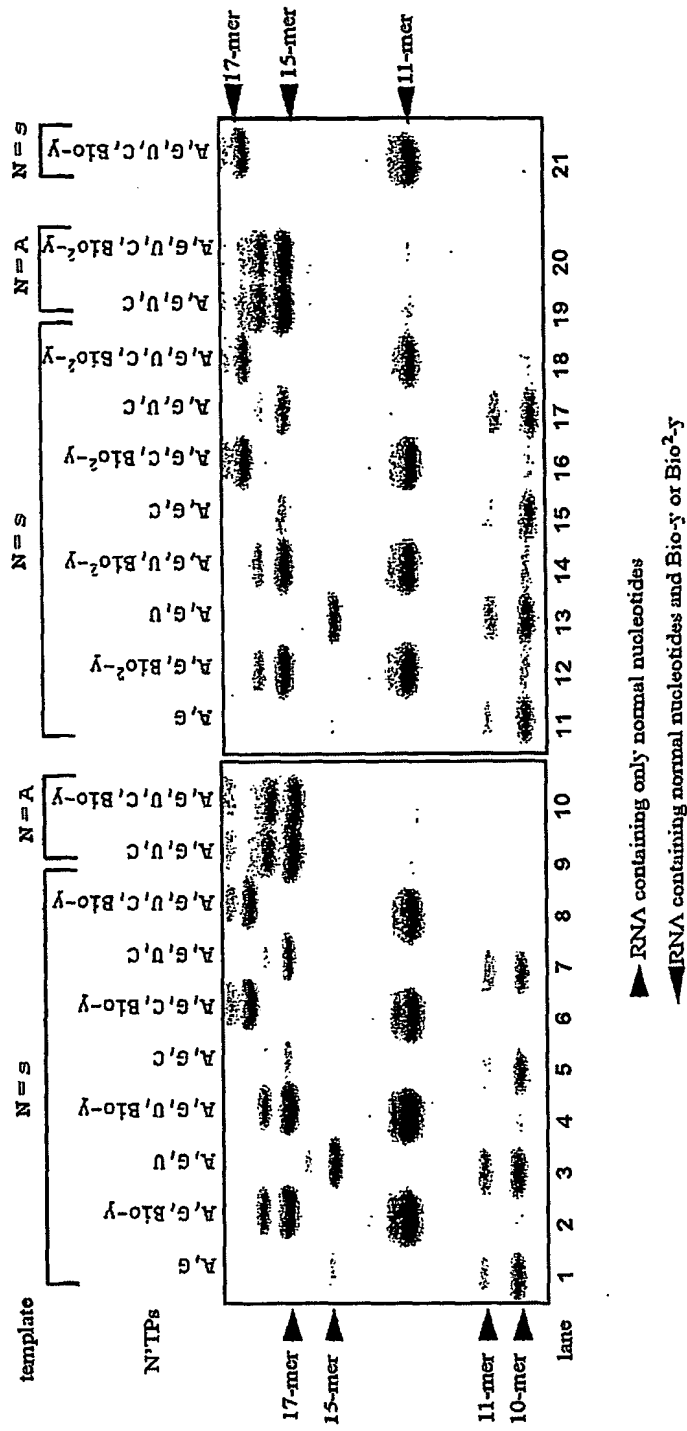 template N=s N=A N=s N=A N=s
N'TPs
A,G
A,G,Bio-y
A,G,U
A,G,U,Bio-y
A,G,C
A,G,C,Bio-y
A,G,U,C
A,G,U,C,Bio-y
A,G,U,C
A,G,U,C,Bio-y
A,G
A,G,Bio²-y
A,G,U
A,G,U,Bio²-y
A,G,C
A,G,C,Bio²-y
A,G,U,C
A,G,U,C,Bio²-y
A,G,U,C
A,G,U,C,Bio²-y
A,G,U,C,Bio-y
17-mer
15-mer
11-mer
10-mer
17-mer
15-mer
11-mer
lane 1 2 3 4 5 6 7 8 9 10 11 12 13 14 15 16 17 18 19 20 21
RNA containing only normal nucleotides
RNA containing normal nucleotides and Bio-y or Bio²-y